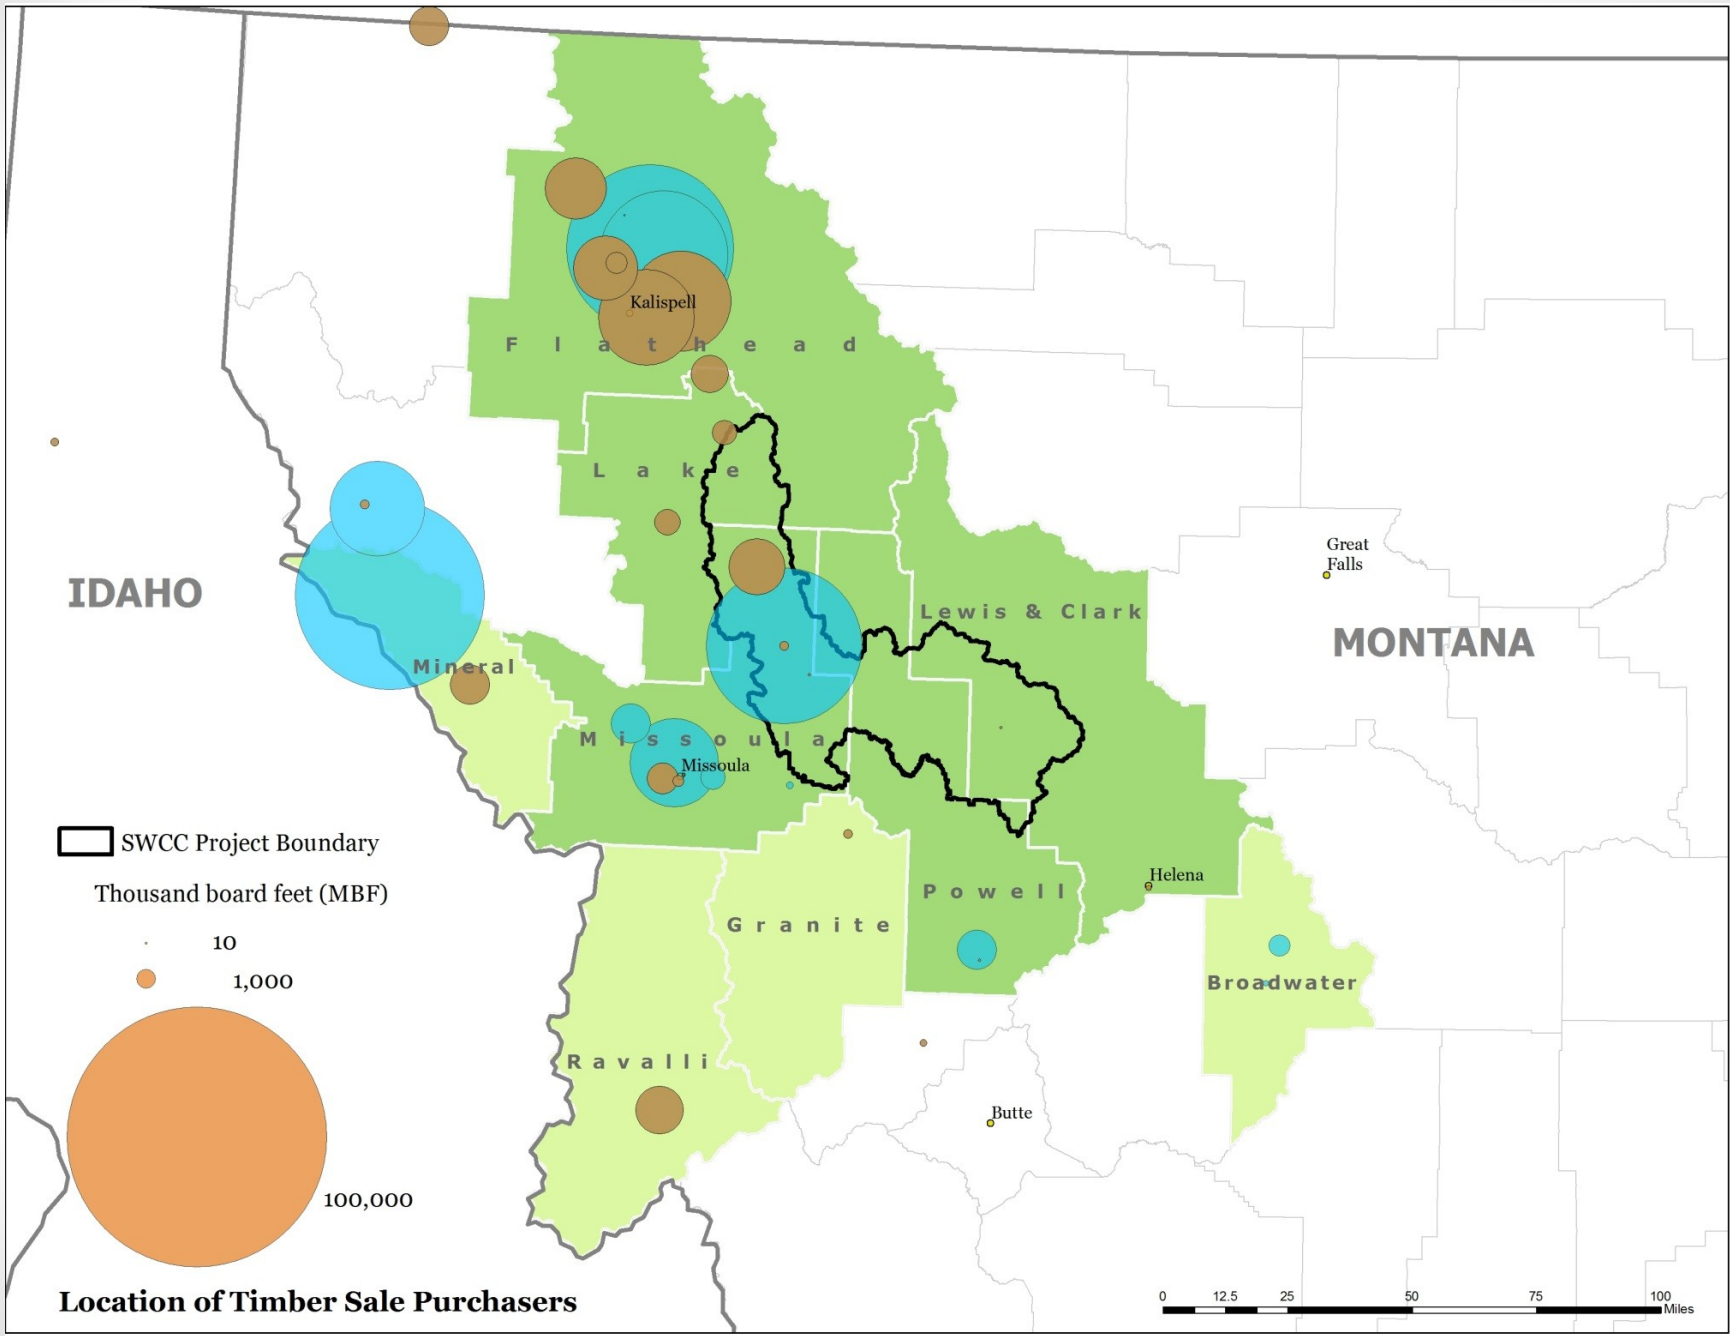 Kalispell
F l a t h e a d
L a k e
Great
Falls
IDAHO
Lewis & Clark
MONTANA
Mineral
M i s s o u l a
Missoula
SWCC Project Boundary
Thousand board feet (MBF)
10
1,000
100,000
Helena
P o w e l l
G r a n i t e
Broadwater
R a v a l l i
Butte
Location of Timber Sale Purchasers
0 12.5 25 50 75 100
Miles